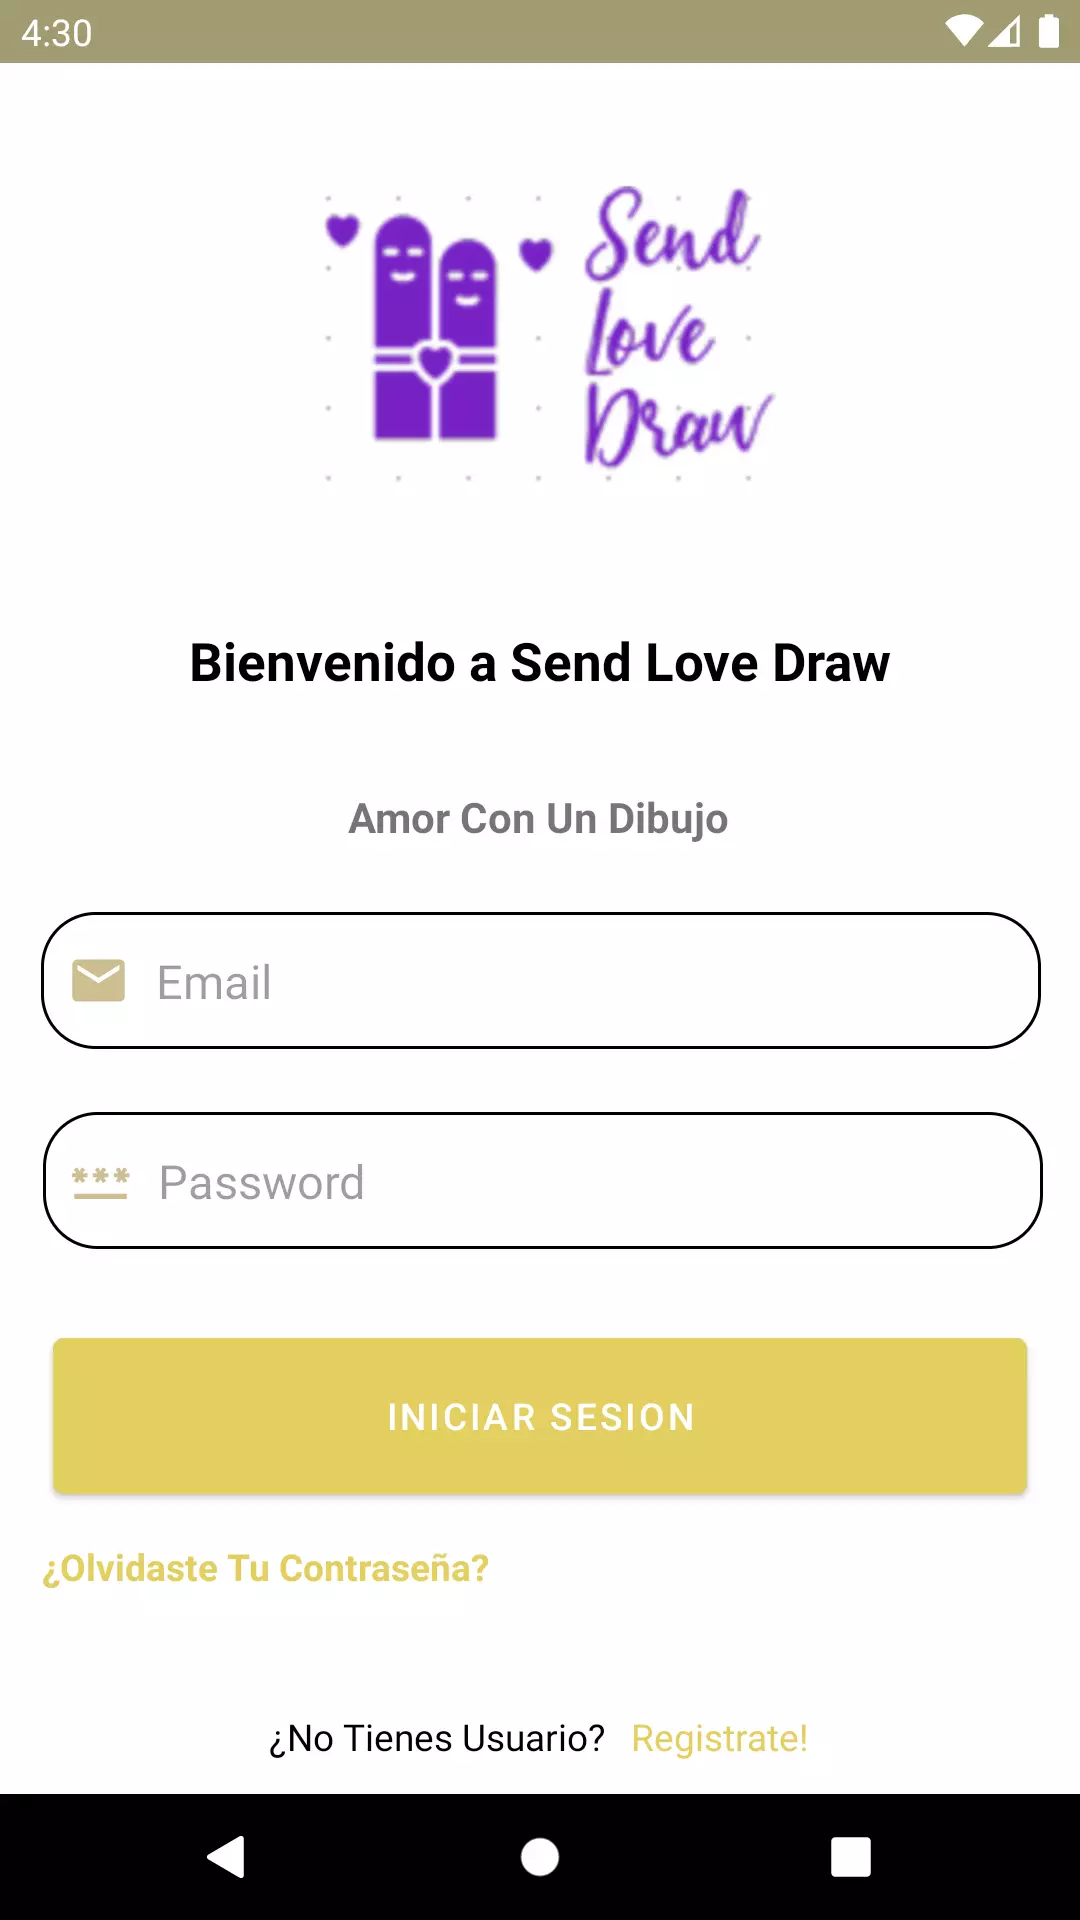 4:30
Send
Love
Draw
Bienvenido a Send Love Draw
Amor Con Un Dibujo
Email
*** Password
INICIAR SESION
¿Olvidaste Tu Contraseña?
¿No Tienes Usuario? Registrate!